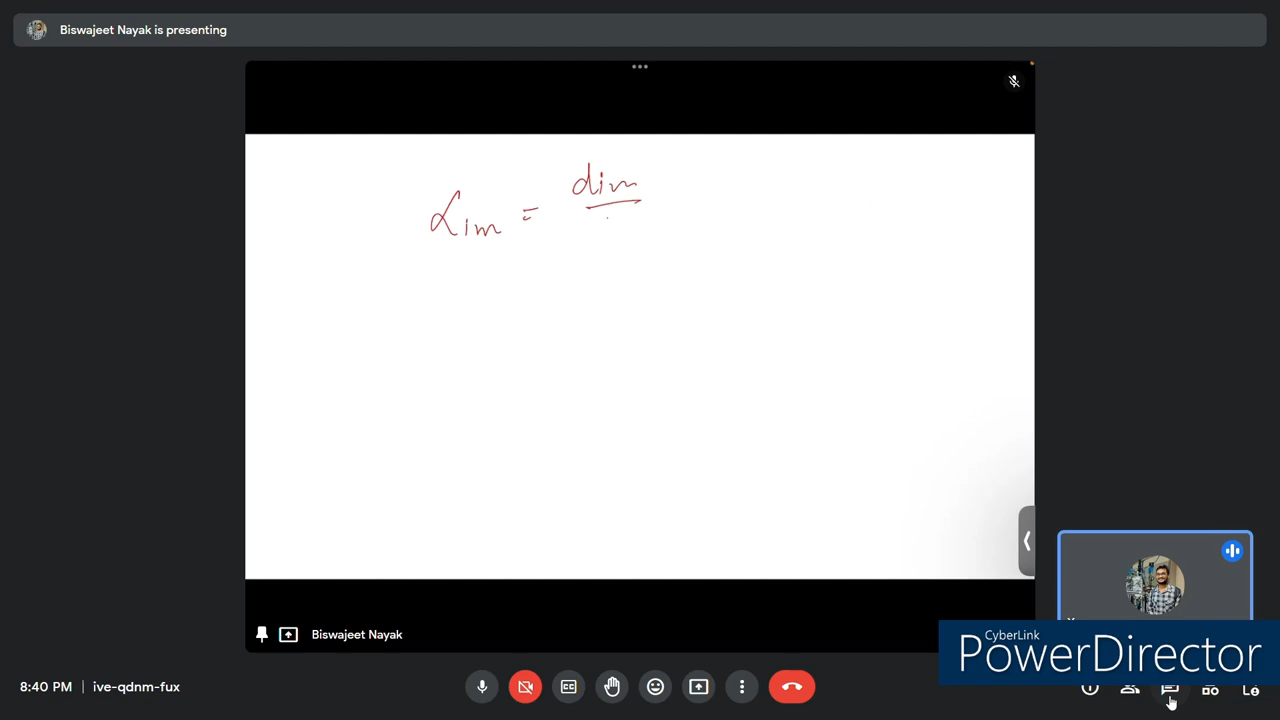 Biswajeet Nayak is presenting
αim = dim
Biswajeet Nayak
CyberLink
PowerDirector
8:40 PM | ive-qdnm-fux